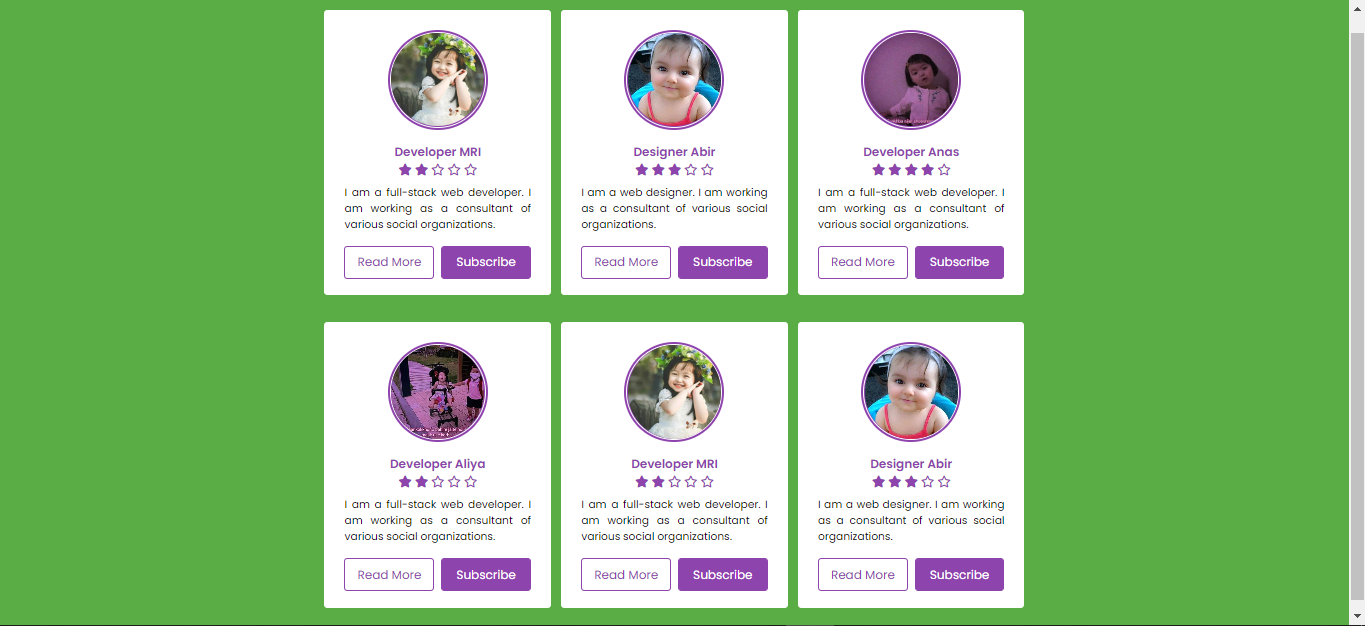 Developer MRI
I am a full-stack web developer. I
am working as a consultant of
various social organizations.
Read More
Subscribe
Designer Abir
I am a web designer. I am working
as a consultant of various social
organizations.
Read More
Subscribe
Developer Anas
I am a full-stack web developer. I
am working as a consultant of
various social organizations.
Read More
Subscribe
Developer Aliya
I am a full-stack web developer. I
am working as a consultant of
various social organizations.
Read More
Subscribe
Developer MRI
I am a full-stack web developer. I
am working as a consultant of
various social organizations.
Read More
Subscribe
Designer Abir
I am a web designer. I am working
as a consultant of various social
organizations.
Read More
Subscribe